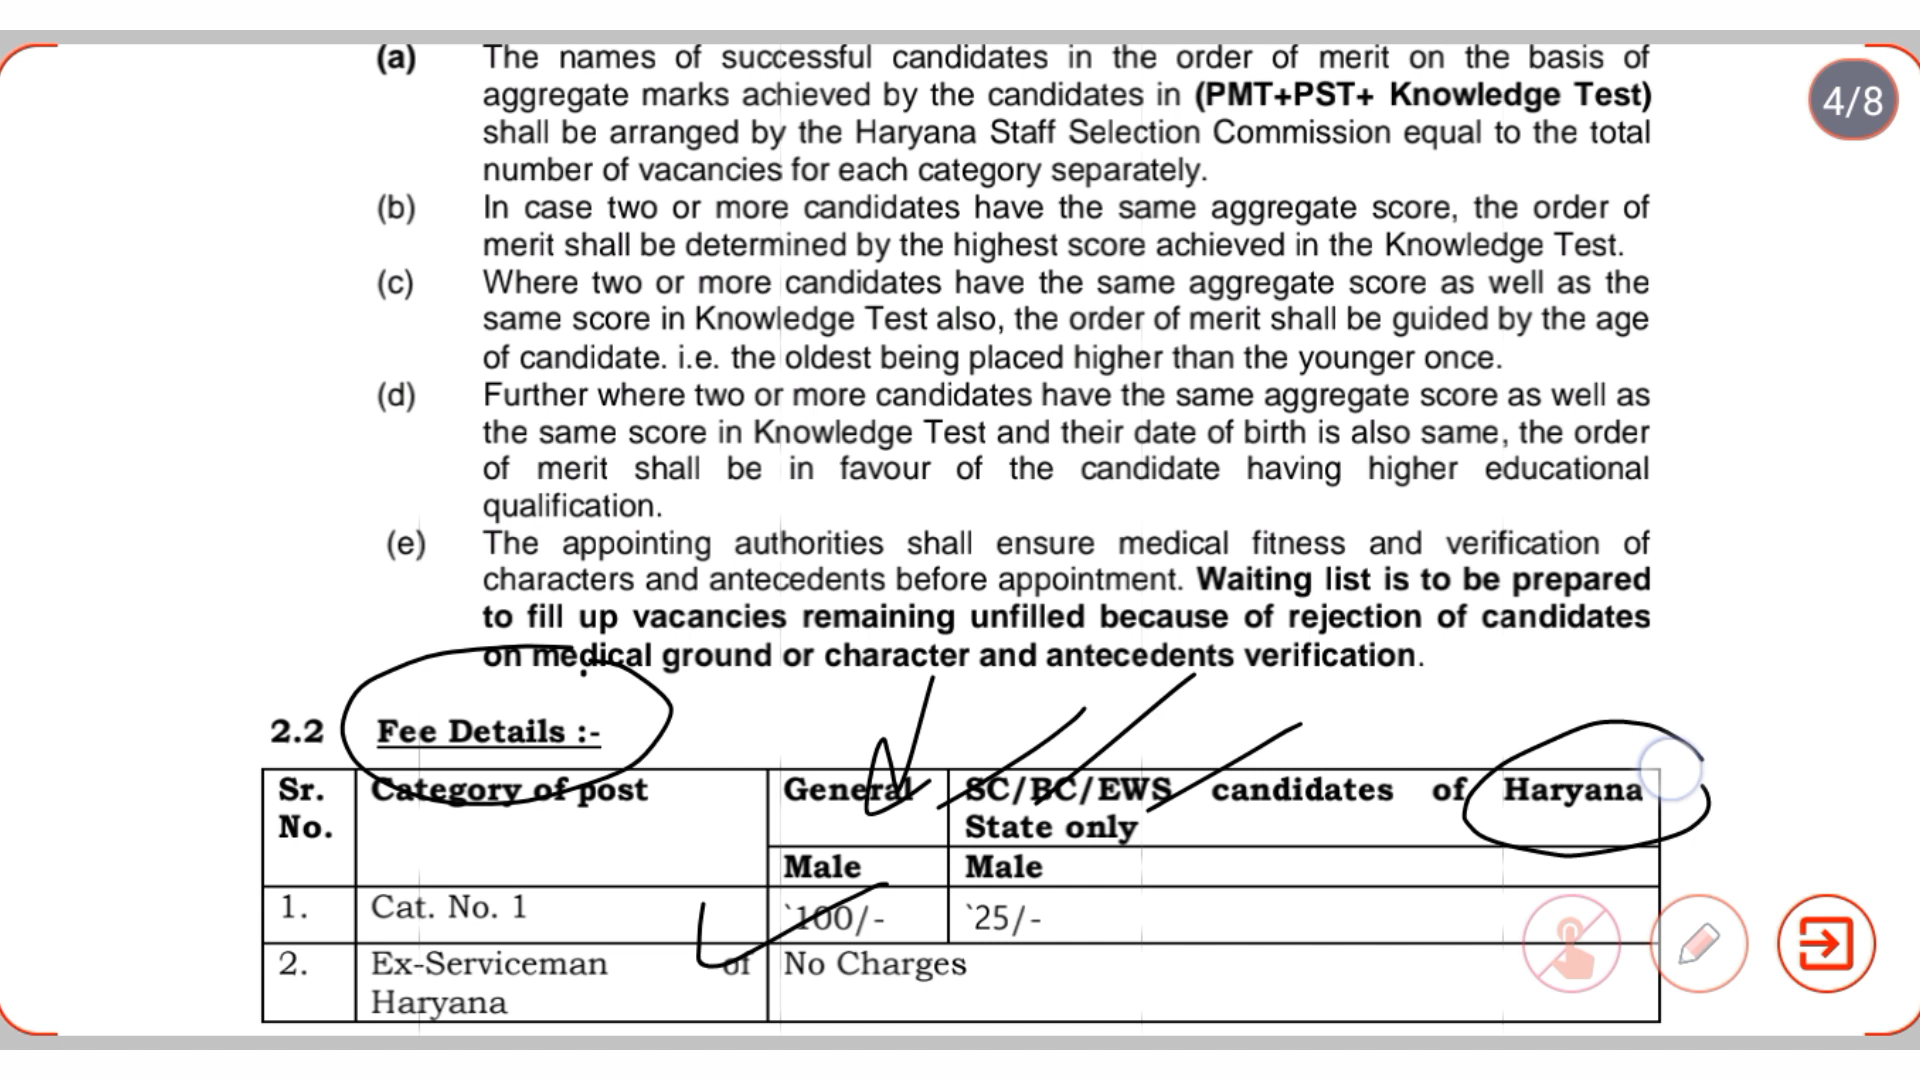 (a) The names of successful candidates in the order of merit on the basis of
aggregate marks achieved by the candidates in (PMT+PST+ Knowledge Test)
shall be arranged by the Haryana Staff Selection Commission equal to the total
number of vacancies for each category separately.
(b) In case two or more candidates have the same aggregate score, the order of
merit shall be determined by the highest score achieved in the Knowledge Test.
(c) Where two or more candidates have the same aggregate score as well as the
same score in Knowledge Test also, the order of merit shall be guided by the age
of candidate. i.e. the oldest being placed higher than the younger once.
(d) Further where two or more candidates have the same aggregate score as well as
the same score in Knowledge Test and their date of birth is also same, the order
of merit shall be in favour of the candidate having higher educational
qualification.
(e) The appointing authorities shall ensure medical fitness and verification of
characters and antecedents before appointment. Waiting list is to be prepared
to fill up vacancies remaining unfilled because of rejection of candidates
on medical ground or character and antecedents verification.
4/8
2.2 Fee Details :-
Sr. Category of post General SC/BC/EWS candidates of Haryana
No. State only
Male Male
1. Cat. No. 1 `100/- `25/-
2. Ex-Serviceman of No Charges
Haryana